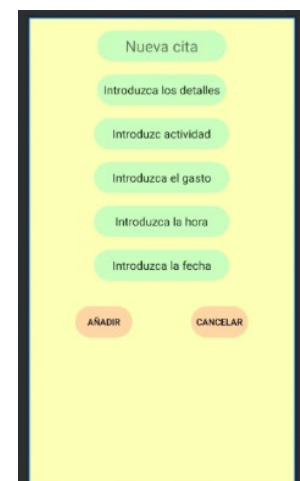 Nueva cita
Introduzca los detalles
Introduzc actividad
Introduzca el gasto
Introduzca la hora
Introduzca la fecha
AÑADIR CANCELAR